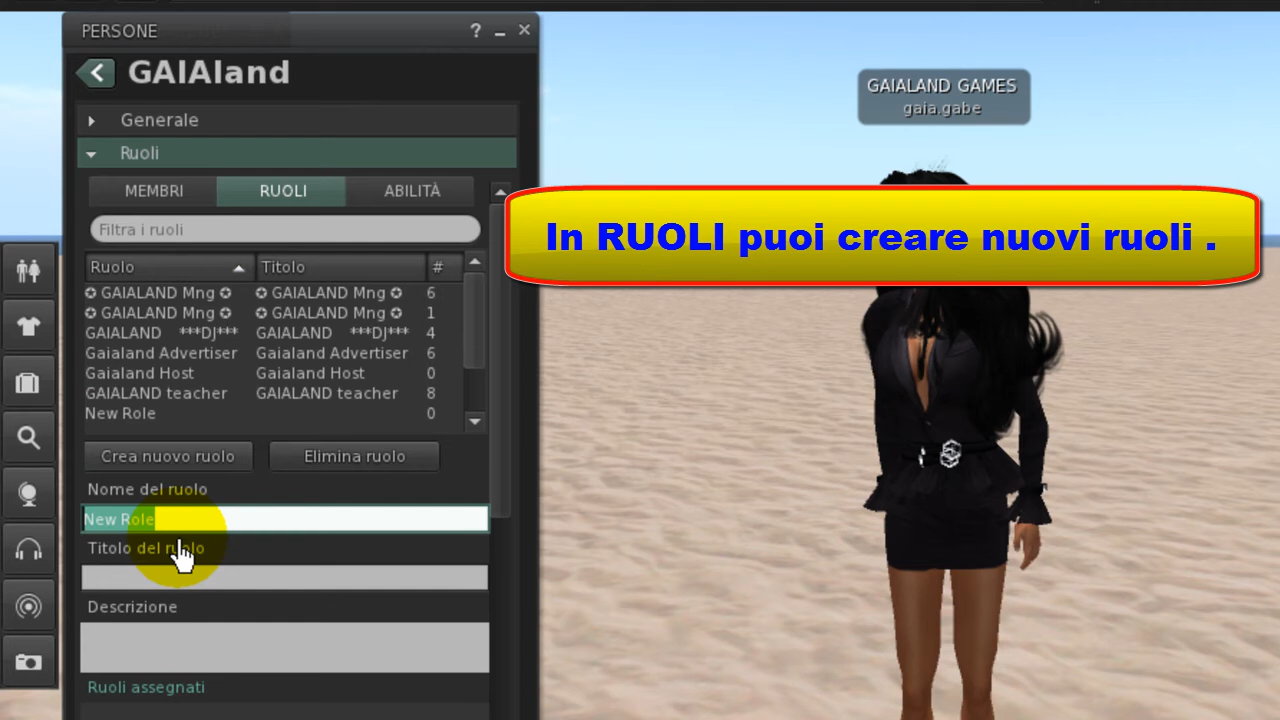 PERSONE ? _ ✕
GAIAland
Generale
Ruoli
MEMBRI RUOLI ABILITÀ
Filtra i ruoli
Ruolo Titolo #
✪ GAIALAND Mng ✪ ✪ GAIALAND Mng ✪ 6
✪ GAIALAND Mng ✪ ✪ GAIALAND Mng ✪ 1
GAIALAND ***DJ*** GAIALAND ***DJ*** 4
Gaialand Advertiser Gaialand Advertiser 6
Gaialand Host Gaialand Host 0
GAIALAND teacher GAIALAND teacher 8
New Role 0
Crea nuovo ruolo Elimina ruolo
Nome del ruolo
New Role
Titolo del ruolo
Descrizione
Ruoli assegnati
GAIALAND GAMES
gaia.gabe
In RUOLI puoi creare nuovi ruoli .